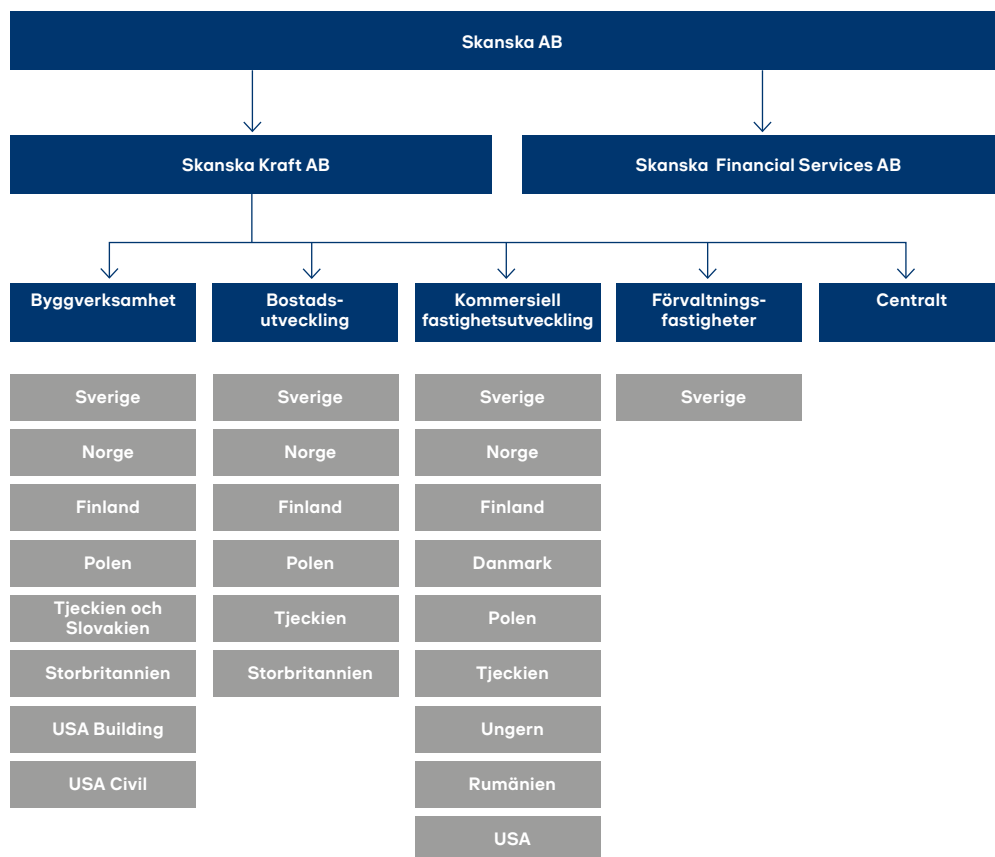 Skanska AB
Skanska Kraft AB
Skanska Financial Services AB
Byggverksamhet
Bostads-
utveckling
Kommersiell
fastighetsutveckling
Förvaltnings-
fastigheter
Centralt
Sverige
Norge
Finland
Polen
Tjeckien och
Slovakien
Storbritannien
USA Building
USA Civil
Sverige
Norge
Finland
Polen
Tjeckien
Storbritannien
Sverige
Norge
Finland
Danmark
Polen
Tjeckien
Ungern
Rumänien
USA
Sverige